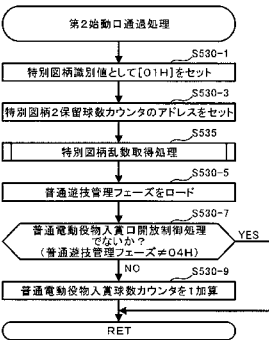 第2始動口通過処理
S530-1
特別図柄識別値として[01H]をセット
S530-3
特別図柄2保留球数カウンタのアドレスをセット
S535
特別図柄乱数取得処理
S530-5
普通遊技管理フェーズをロード
S530-7
普通電動役物入賞口開放制御処理
でないか?
(普通遊技管理フェーズ≠04H)
YES
NO
S530-9
普通電動役物入賞球数カウンタを1加算
RET